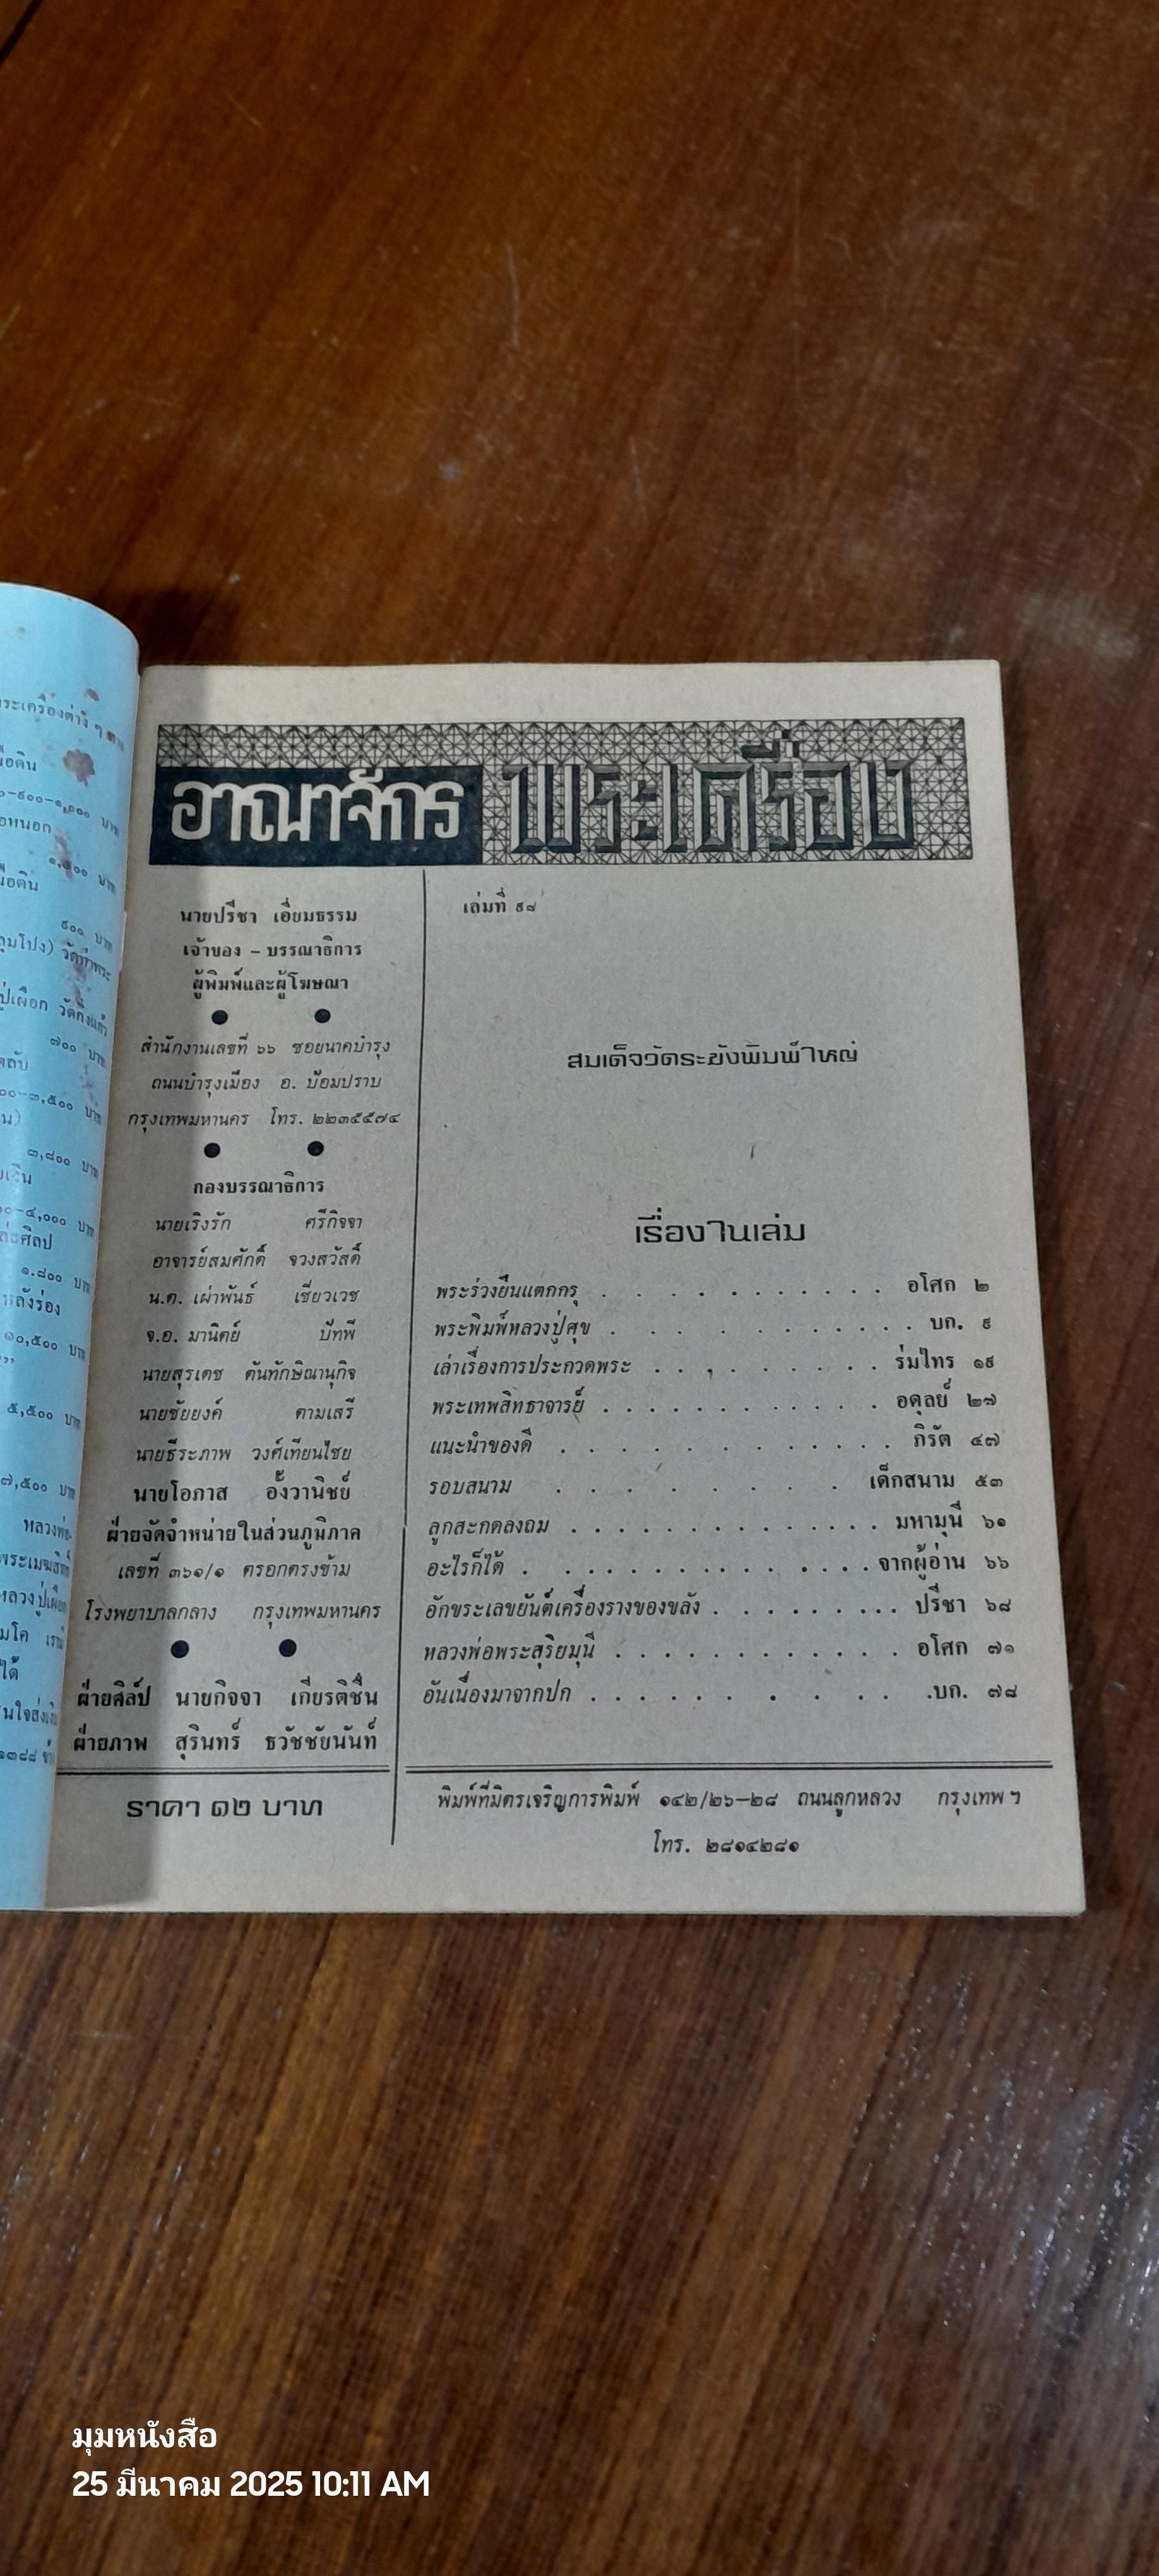 อาณาจักร พระเครื่อง
นายปรีชา เอี่ยมธรรม
เจ้าของ – บรรณาธิการ
ผู้พิมพ์และผู้โฆษณา
สำนักงานเลขที่ ๖๖ ซอยนาคบำรุง
ถนนบำรุงเมือง อ. ป้อมปราบ
กรุงเทพมหานคร โทร. ๒๒๓๕๕๗๔
กองบรรณาธิการ
นายเริงรัก ศรีกิจจา
อาจารย์สมศักดิ์ จวงสวัสดิ์
น.ต. เผ่าพันธ์ เชี่ยวเวช
จ.อ. มานิตย์ ปัทพี
นายสุรเดช ตันทักษิณานุกิจ
นายชัยยงค์ ตามเสรี
นายธีระภาพ วงศ์เทียนไชย
นายโอภาส อั้งวานิชย์
ฝ่ายจัดจำหน่ายในส่วนภูมิภาค
เลขที่ ๓๖๑/๑ ตรอกตรงข้าม
โรงพยาบาลกลาง กรุงเทพมหานคร
ฝ่ายศิลป์ นายกิจจา เกียรติชื่น
ฝ่ายภาพ สุรินทร์ ธวัชชัยนันท์
ราคา ๑๒ บาท
เล่มที่ ๙๘
สมเด็จวัดระฆังพิมพ์ใหญ่
เรื่องในเล่ม
พระร่วงยืนแตกกรุ . . . . . . . . . . . อโศก ๒
พระพิมพ์หลวงปู่ศุข . . . . . . . . . . . บก. ๙
เล่าเรื่องการประกวดพระ . . . . . . . . . ร่มไทร ๑๙
พระเทพสิทธาจารย์ . . . . . . . . . . . . อดุลย์ ๒๗
แนะนำของดี . . . . . . . . . . . ภิรัต ๔๗
รอบสนาม . . . . . . . . เด็กสนาม ๕๓
ลูกสะกดลงถม . . . . . . . . . . . . . . มหามุนี ๖๑
อะไรก็ได้ . . . . . . . . . . . . . . จากผู้อ่าน ๖๖
อักขระเลขยันต์เครื่องรางของขลัง . . . . . . . . . ปรีชา ๖๘
หลวงพ่อพระสุริยมุนี . . . . . . . . . . . . อโศก ๗๑
อันเนื่องมาจากปก . . . . . . . . . . .บก. ๗๘
พิมพ์ที่มิตรเจริญการพิมพ์ ๑๔๒/๒๖–๒๘ ถนนลูกหลวง กรุงเทพ ฯ
โทร. ๒๘๑๔๒๘๑
มุมหนังสือ
25 มีนาคม 2025 10:11 AM